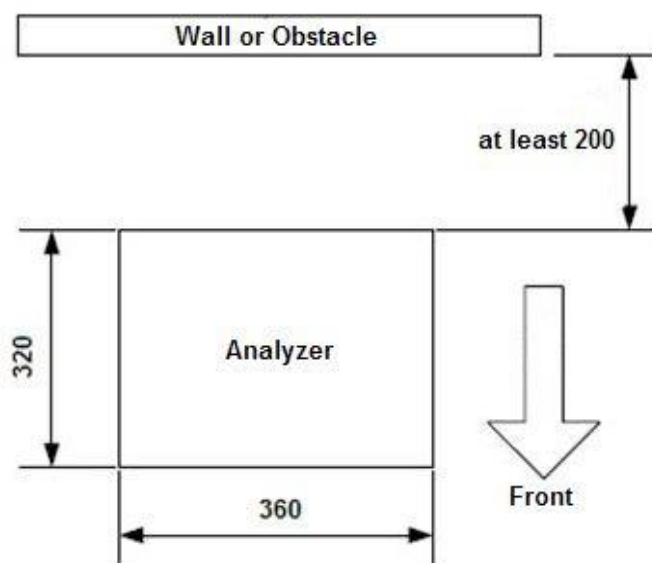 Wall or Obstacle
at least 200
320
Analyzer
360
Front